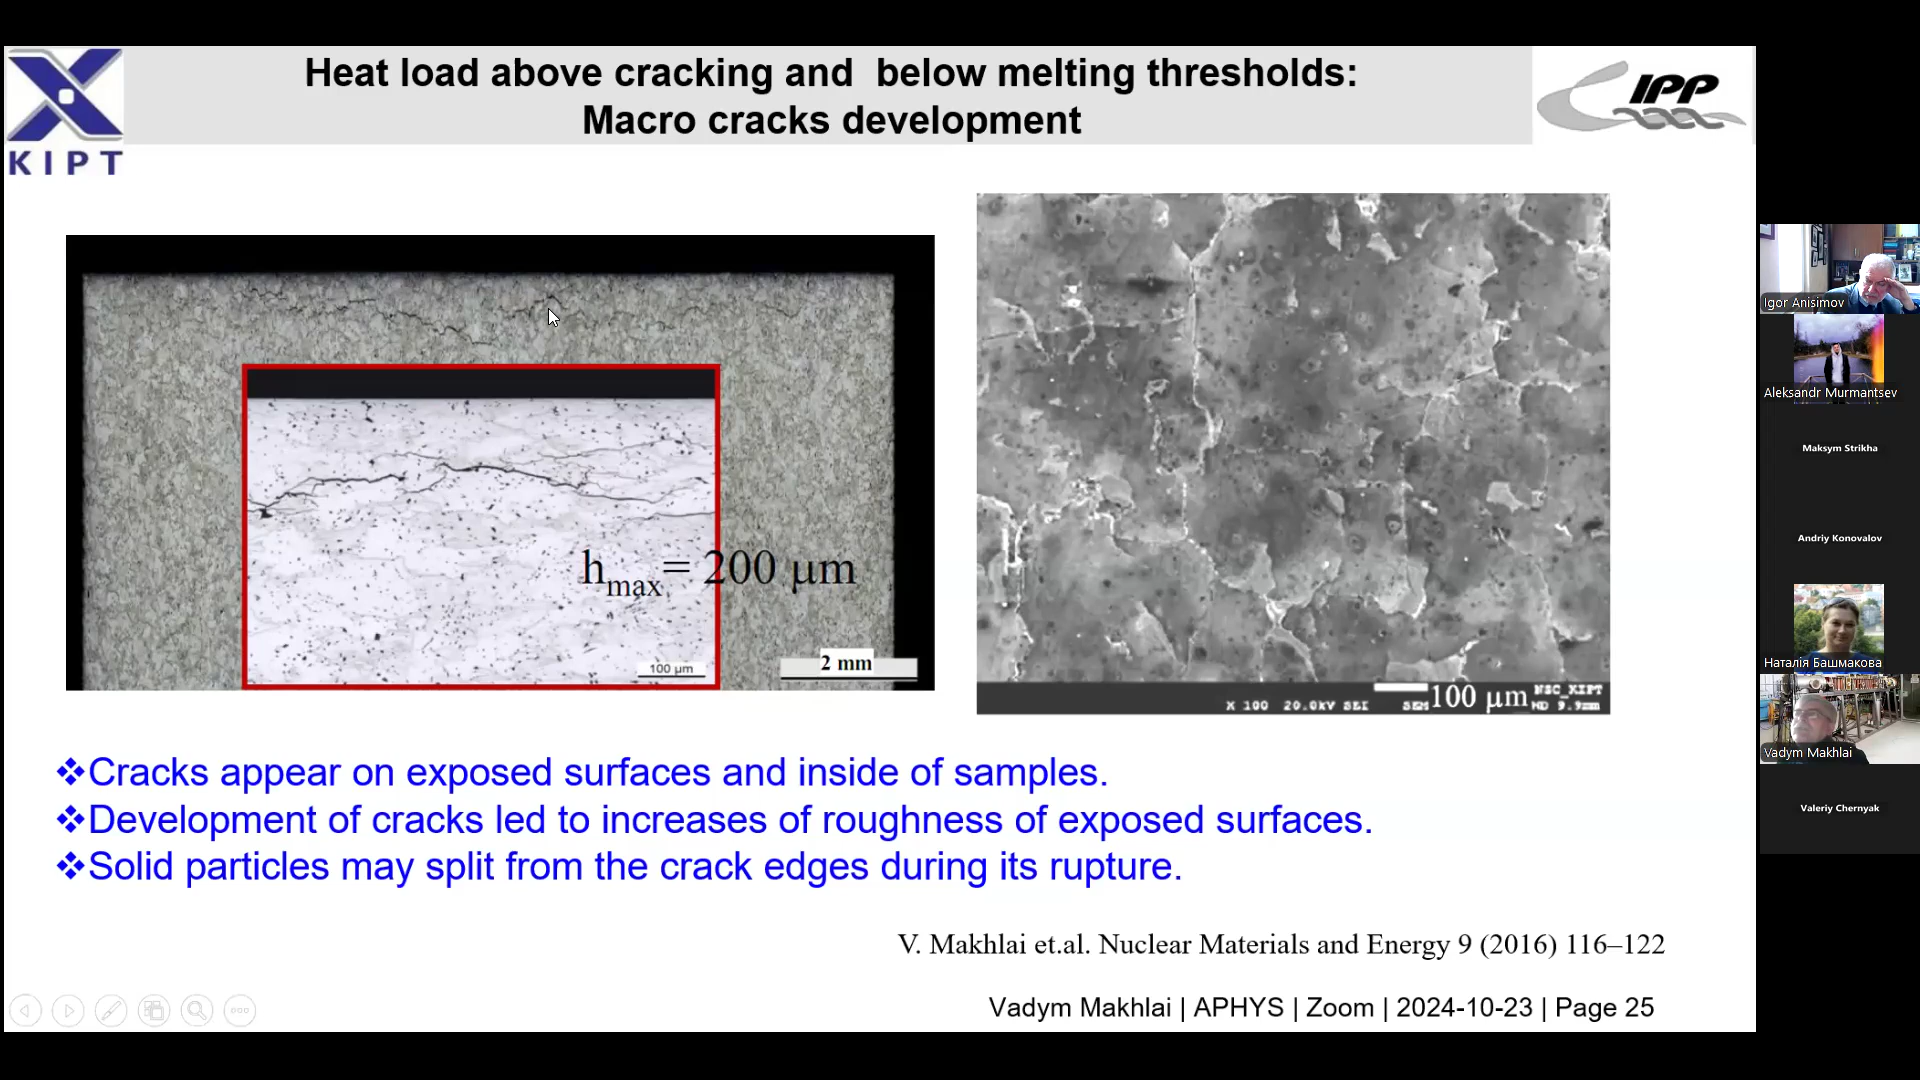 Heat load above cracking and below melting thresholds:
Macro cracks development
KIPT
IPP
hmax= 200 µm
100 µm
2 mm
X 100 20.0kV SEI SEM 100 µm NSC_KIPT
WD 9.9mm
❖Cracks appear on exposed surfaces and inside of samples.
❖Development of cracks led to increases of roughness of exposed surfaces.
❖Solid particles may split from the crack edges during its rupture.
V. Makhlai et.al. Nuclear Materials and Energy 9 (2016) 116–122
Vadym Makhlai | APHYS | Zoom | 2024-10-23 | Page 25
Igor Anisimov
Aleksandr Murmantsev
Maksym Strikha
Andriy Konovalov
Наталія Башмакова
Vadym Makhlai
Valeriy Chernyak